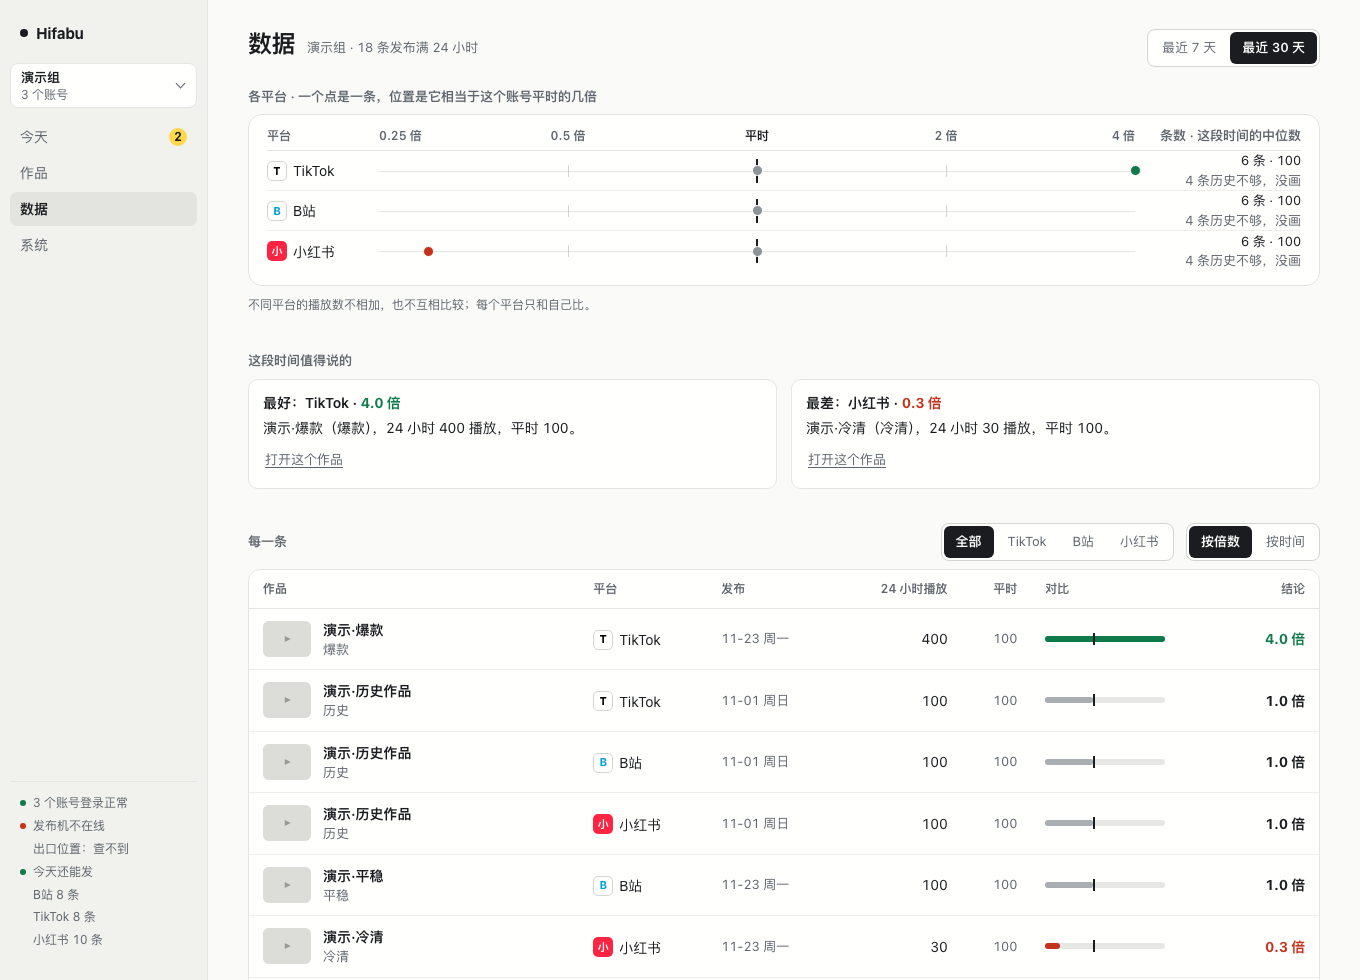 Hifabu
演示组
3 个账号
今天 2
作品
数据
系统
3 个账号登录正常
发布机不在线
出口位置：查不到
今天还能发
B站 8 条
TikTok 8 条
小红书 10 条
数据 演示组 · 18 条发布满 24 小时
最近 7 天 最近 30 天
各平台 · 一个点是一条，位置是它相当于这个账号平时的几倍
平台 0.25 倍 0.5 倍 平时 2 倍 4 倍 条数 · 这段时间的中位数
T TikTok 6 条 · 100
4 条历史不够，没画
B B站 6 条 · 100
4 条历史不够，没画
小 小红书 6 条 · 100
4 条历史不够，没画
不同平台的播放数不相加，也不互相比较；每个平台只和自己比。
这段时间值得说的
最好：TikTok · 4.0 倍
演示·爆款（爆款），24 小时 400 播放，平时 100。
打开这个作品
最差：小红书 · 0.3 倍
演示·冷清（冷清），24 小时 30 播放，平时 100。
打开这个作品
每一条 全部 TikTok B站 小红书 按倍数 按时间
作品 平台 发布 24 小时播放 平时 对比 结论
演示·爆款
爆款
T TikTok 11-23 周一 400 100 4.0 倍
演示·历史作品
历史
T TikTok 11-01 周日 100 100 1.0 倍
演示·历史作品
历史
B B站 11-01 周日 100 100 1.0 倍
演示·历史作品
历史
小 小红书 11-01 周日 100 100 1.0 倍
演示·平稳
平稳
B B站 11-23 周一 100 100 1.0 倍
演示·冷清
冷清
小 小红书 11-23 周一 30 100 0.3 倍